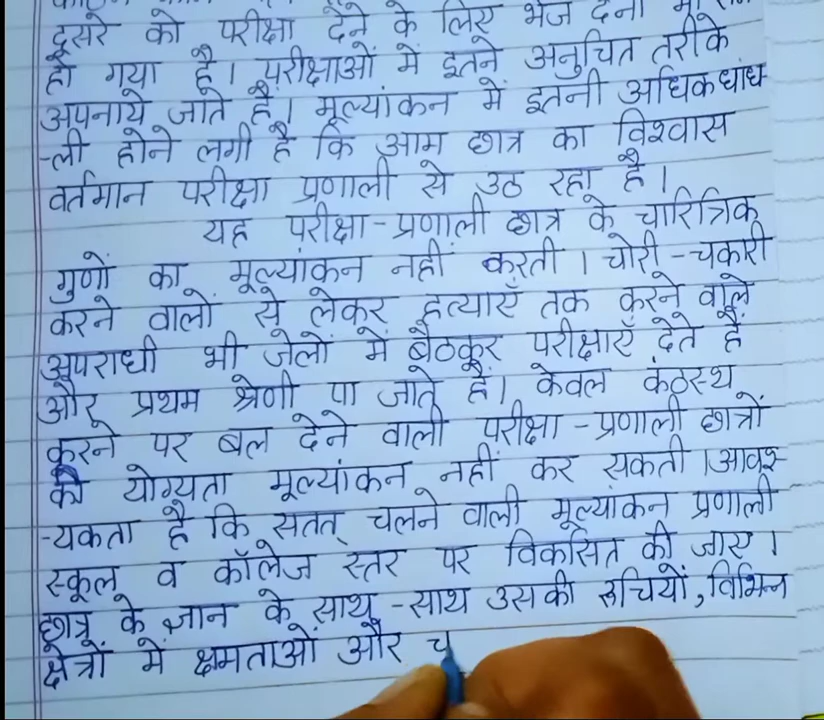 दूसरे को परीक्षा देने के लिए भेज देना
हो गया है। परीक्षाओं में इतने अनुचित तरीके
अपनाये जाते हैं। मूल्यांकन में इतनी अधिक धांध
-ली होने लगी है कि आम छात्र का विश्वास
वर्तमान परीक्षा प्रणाली से उठ रहा है।
यह परीक्षा-प्रणाली छात्र के चारित्रिक
गुणों का मूल्यांकन नहीं करती। चोरी-चकारी
करने वालों से लेकर हत्याएँ तक करने वाले
अपराधी भी जेलों में बैठकर परीक्षाएँ देते हैं
और प्रथम श्रेणी पा जाते हैं। केवल कंठस्थ
करने पर बल देने वाली परीक्षा-प्रणाली छात्रों
की योग्यता मूल्यांकन नहीं कर सकती।आवश
-यकता है कि सतत् चलने वाली मूल्यांकन प्रणाली
स्कूल व कॉलेज स्तर पर विकसित की जाए।
छात्र के ज्ञान के साथ-साथ उसकी रूचियों, विभिन्न
क्षेत्रों में क्षमताओं और च